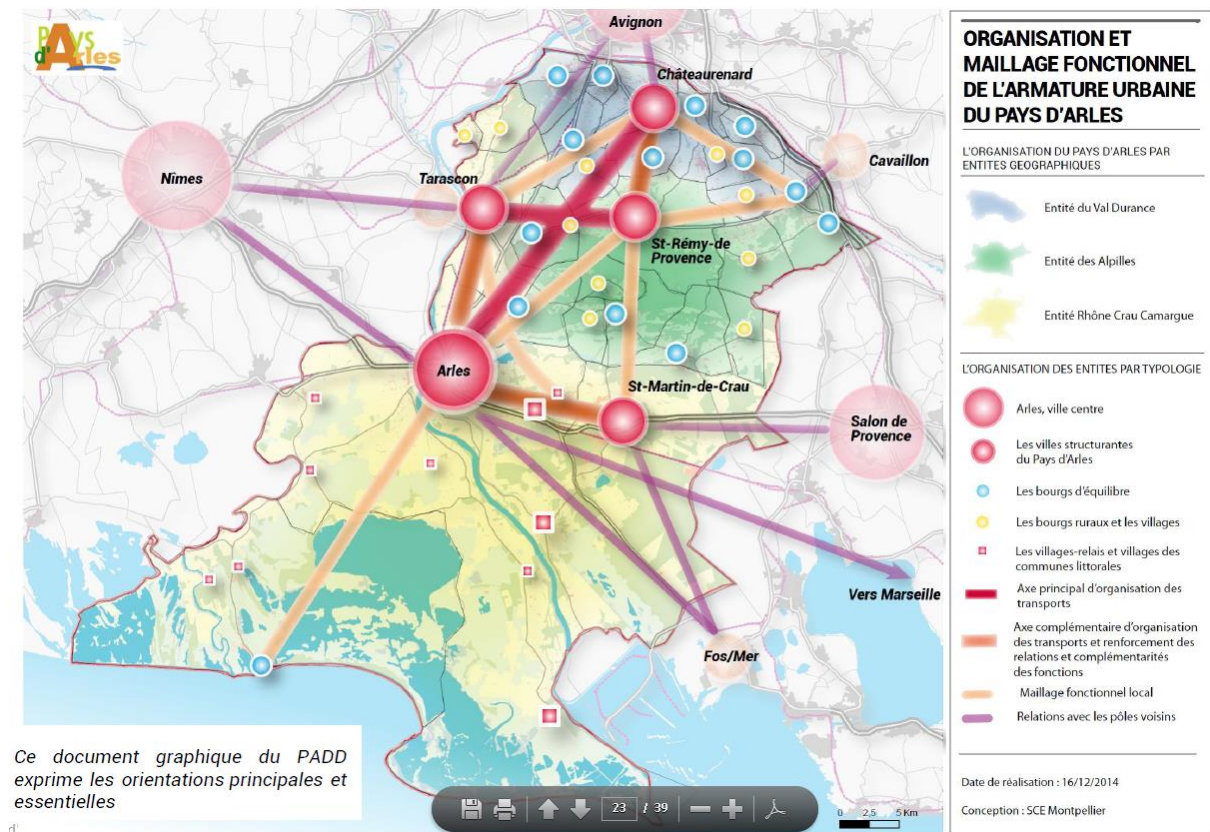 Pays
d'Arles
Avignon
Châteaurenard
Cavaillon
Nîmes
Tarascon
St-Rémy-de
Provence
Arles
St-Martin-de-Crau
Salon de
Provence
Vers Marseille
Fos/Mer
Ce document graphique du PADD
exprime les orientations principales et
essentielles
23 / 39
0 2,5 5 Km
d'
ORGANISATION ET
MAILLAGE FONCTIONNEL
DE L'ARMATURE URBAINE
DU PAYS D'ARLES
L'ORGANISATION DU PAYS D'ARLES PAR
ENTITES GEOGRAPHIQUES
Entité du Val Durance
Entité des Alpilles
Entité Rhône Crau Camargue
L'ORGANISATION DES ENTITES PAR TYPOLOGIE
Arles, ville centre
Les villes structurantes
du Pays d'Arles
Les bourgs d'équilibre
Les bourgs ruraux et les villages
Les villages-relais et villages des
communes littorales
Axe principal d'organisation des
transports
Axe complémentaire d'organisation
des transports et renforcement des
relations et complémentarités
des fonctions
Maillage fonctionnel local
Relations avec les pôles voisins
Date de réalisation : 16/12/2014
Conception : SCE Montpellier